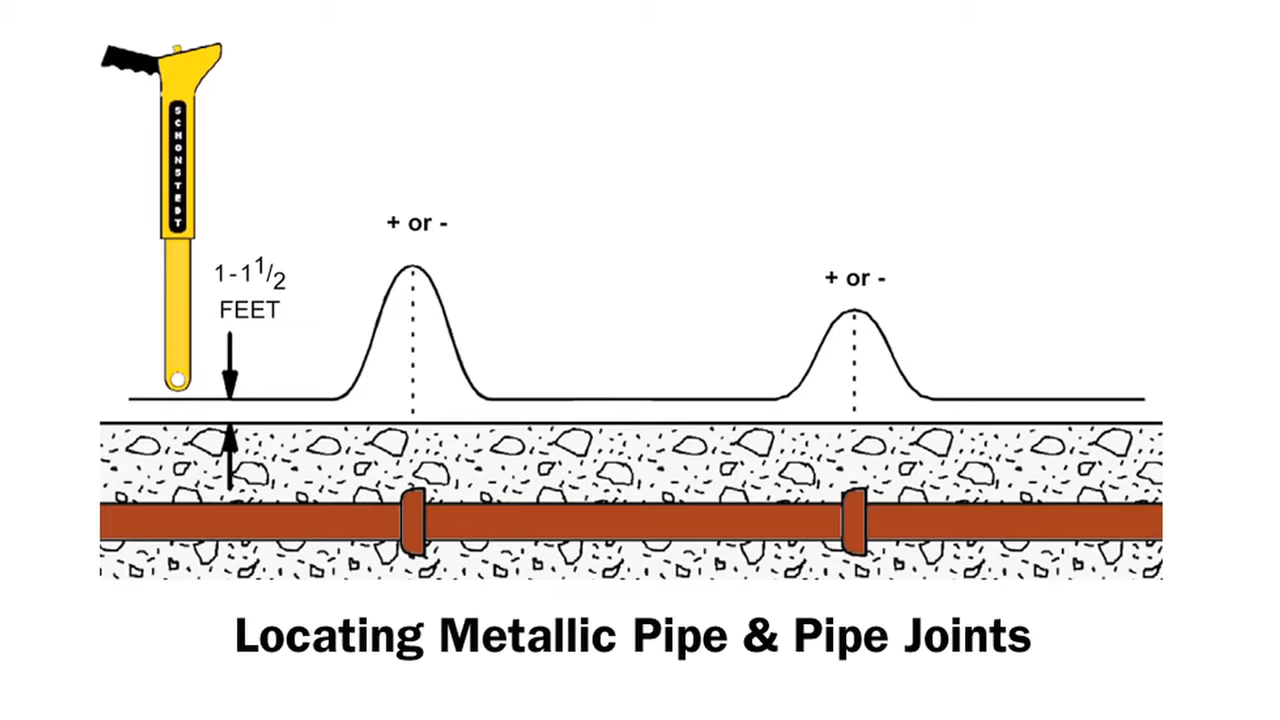 SCHONSTEDT
+ or -
1-1 1/2
FEET
+ or -
Locating Metallic Pipe & Pipe Joints